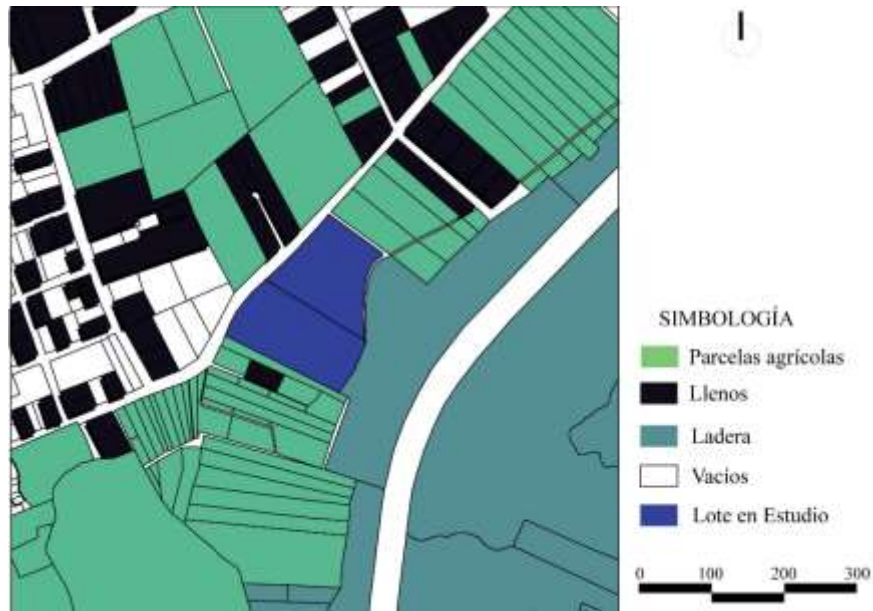 SIMBOLOGÍA
Parcelas agrícolas
Llenos
Ladera
Vacios
Lote en Estudio
0 100 200 300